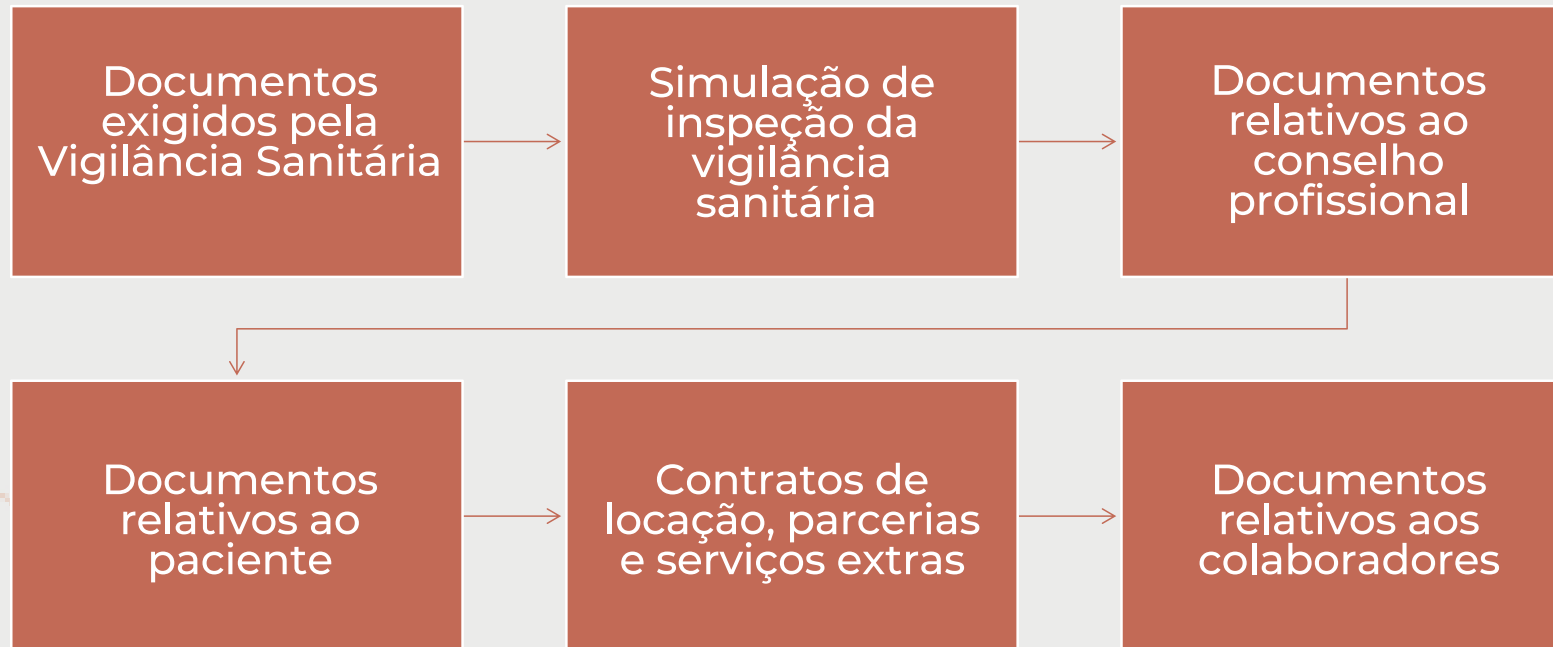 Documentos
exigidos pela
Vigilância Sanitária
Simulação de
inspeção da
vigilância
sanitária
Documentos
relativos ao
conselho
profissional
Documentos
relativos ao
paciente
Contratos de
locação, parcerias
e serviços extras
Documentos
relativos aos
colaboradores